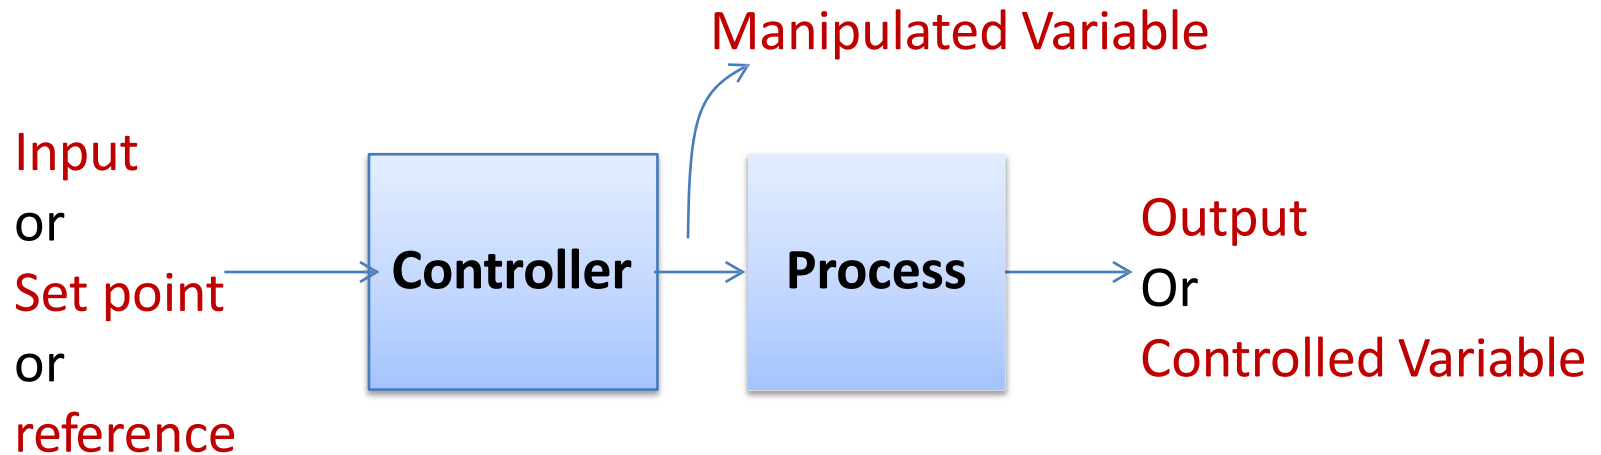 Manipulated Variable
Input
or
Set point
or
reference
Controller
Process
Output
Or
Controlled Variable